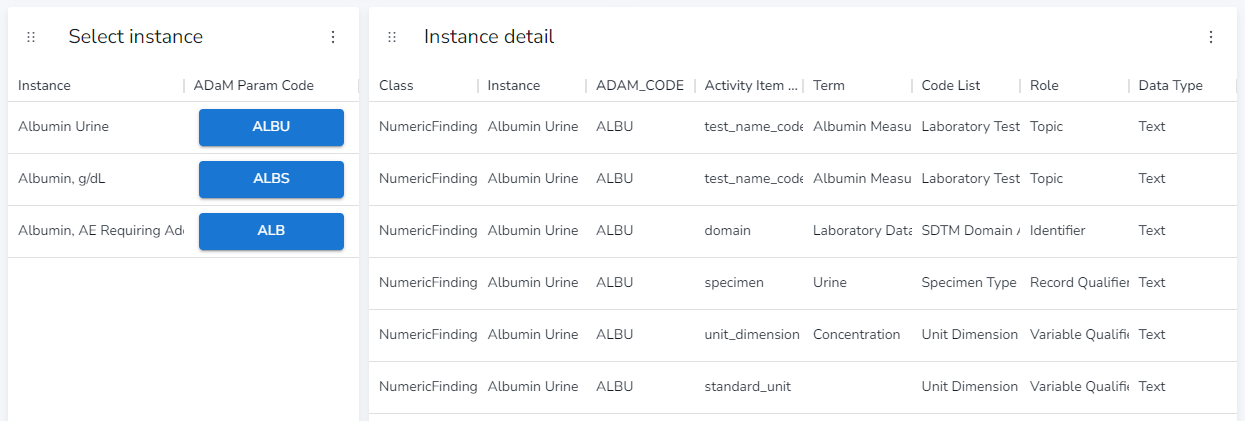 Select instance
Instance ADaM Param Code
Albumin Urine ALBU
Albumin, g/dL ALBS
Albumin, AE Requiring Ad ALB
Instance detail
Class Instance ADAM_CODE Activity Item ... Term Code List Role Data Type
NumericFinding Albumin Urine ALBU test_name_code Albumin Measu Laboratory Test Topic Text
NumericFinding Albumin Urine ALBU test_name_code Albumin Measu Laboratory Test Topic Text
NumericFinding Albumin Urine ALBU domain Laboratory Data SDTM Domain A Identifier Text
NumericFinding Albumin Urine ALBU specimen Urine Specimen Type Record Qualifier Text
NumericFinding Albumin Urine ALBU unit_dimension Concentration Unit Dimension Variable Qualifie Text
NumericFinding Albumin Urine ALBU standard_unit Unit Dimension Variable Qualifie Text